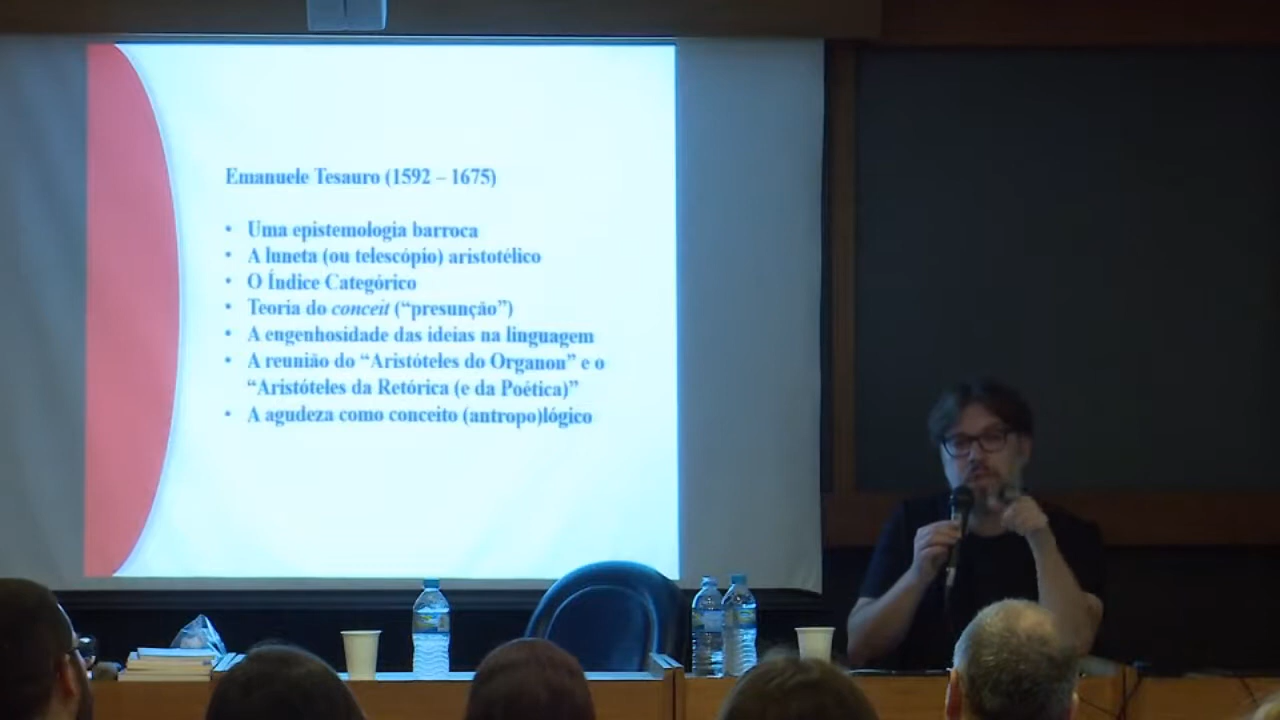 Emanuele Tesauro (1592 – 1675)
• Uma epistemologia barroca
• A luneta (ou telescópio) aristotélico
• O Índice Categórico
• Teoria do conceit (“presunção”)
• A engenhosidade das ideias na linguagem
• A reunião do “Aristóteles do Organon” e o
“Aristóteles da Retórica (e da Poética)”
• A agudeza como conceito (antropo)lógico